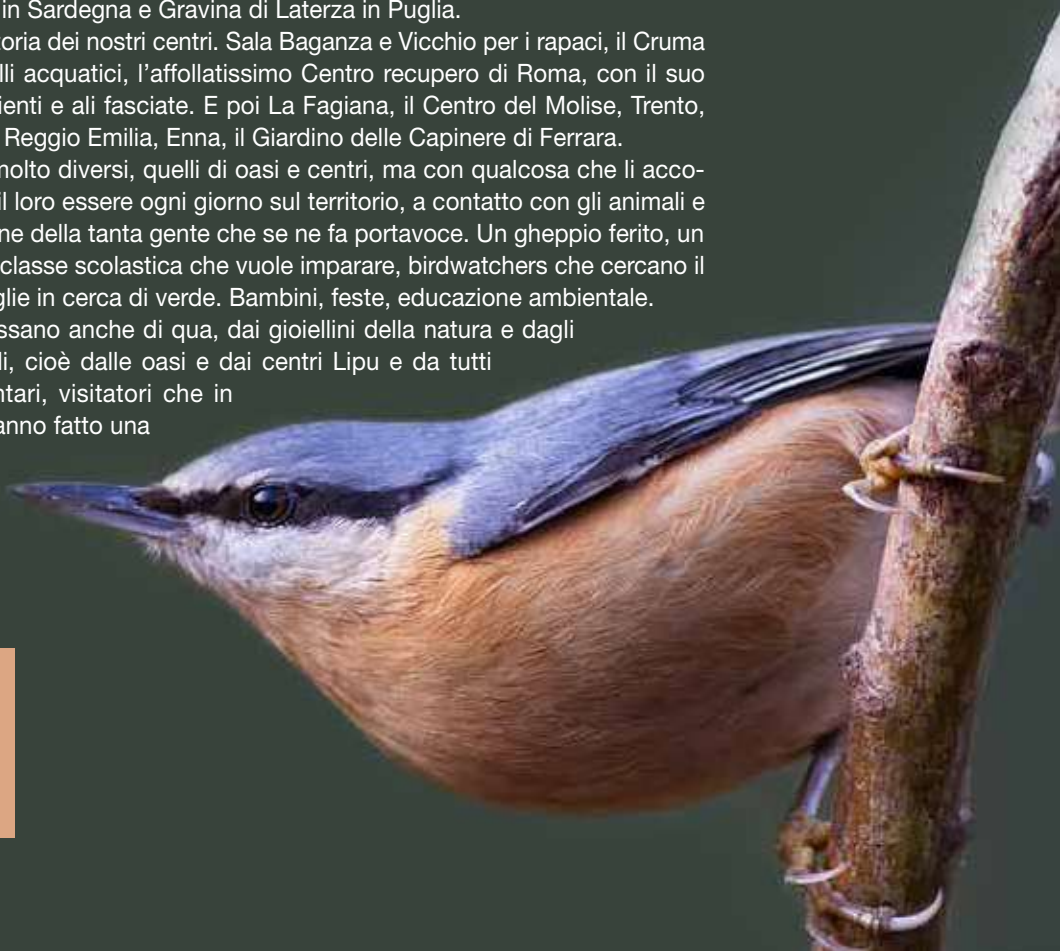 in Sardegna e Gravina di Laterza in Puglia.
toria dei nostri centri. Sala Baganza e Vicchio per i rapaci, il Cruma
lli acquatici, l'affollatissimo Centro recupero di Roma, con il suo
ienti e ali fasciate. E poi La Fagiana, il Centro del Molise, Trento,
Reggio Emilia, Enna, il Giardino delle Capinere di Ferrara.
molto diversi, quelli di oasi e centri, ma con qualcosa che li acco-
il loro essere ogni giorno sul territorio, a contatto con gli animali e
ne della tanta gente che se ne fa portavoce. Un gheppio ferito, un
classe scolastica che vuole imparare, birdwatchers che cercano il
glie in cerca di verde. Bambini, feste, educazione ambientale.
ssano anche di qua, dai gioiellini della natura e dagli
li, cioè dalle oasi e dai centri Lipu e da tutti
ntari, visitatori che in
anno fatto una